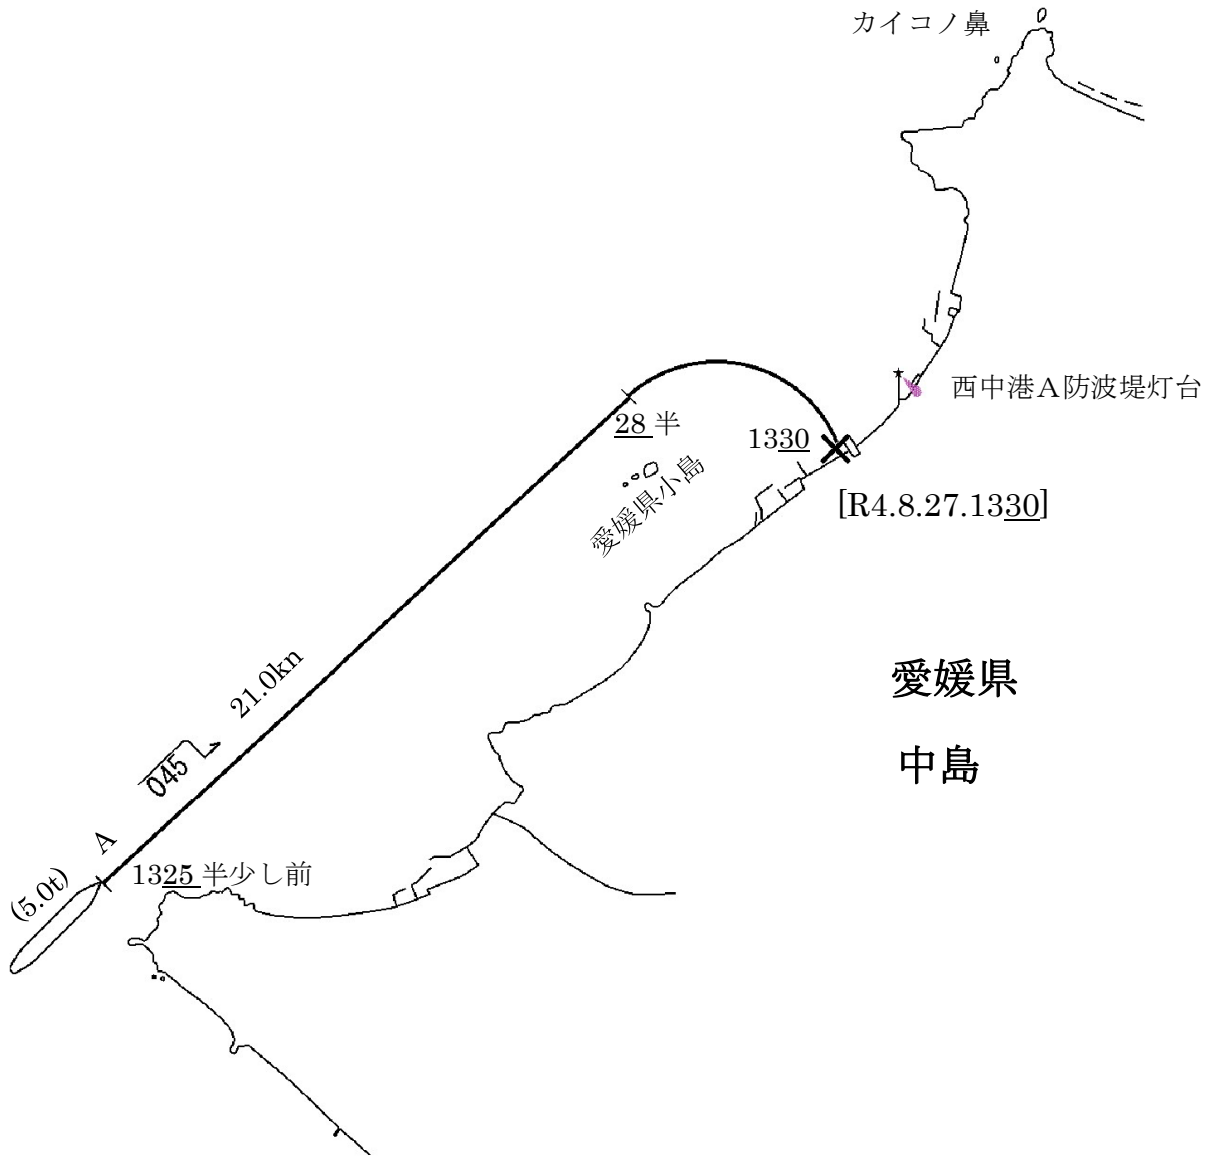 カイコノ鼻
西中港A防波堤灯台
28 半
1330
愛媛県小島
[R4.8.27.1330]
愛媛県
中島
21.0kn
045
A
1325 半少し前
(5.0t)